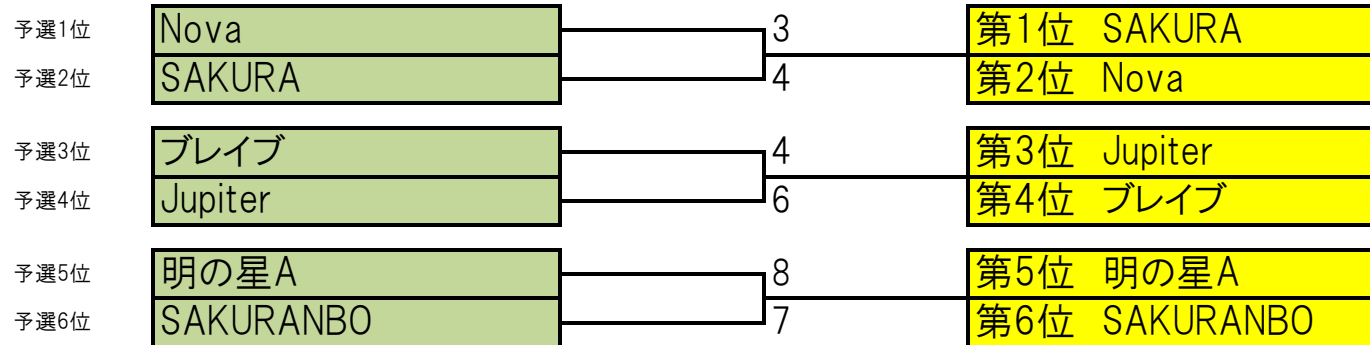 予選1位 Nova 3 第1位 SAKURA
予選2位 SAKURA 4 第2位 Nova
予選3位 ブレイブ 4 第3位 Jupiter
予選4位 Jupiter 6 第4位 ブレイブ
予選5位 明の星A 8 第5位 明の星A
予選6位 SAKURANBO 7 第6位 SAKURANBO